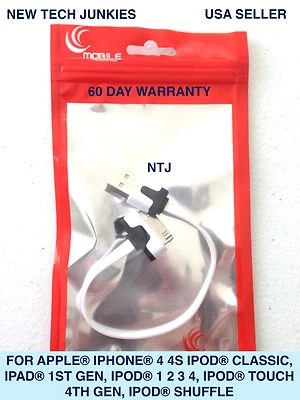 NEW TECH JUNKIES USA SELLER
MOBILE
60 DAY WARRANTY
NTJ
FOR APPLE® IPHONE® 4 4S IPOD® CLASSIC,
IPAD® 1ST GEN, IPOD® 1 2 3 4, IPOD® TOUCH
4TH GEN, IPOD® SHUFFLE